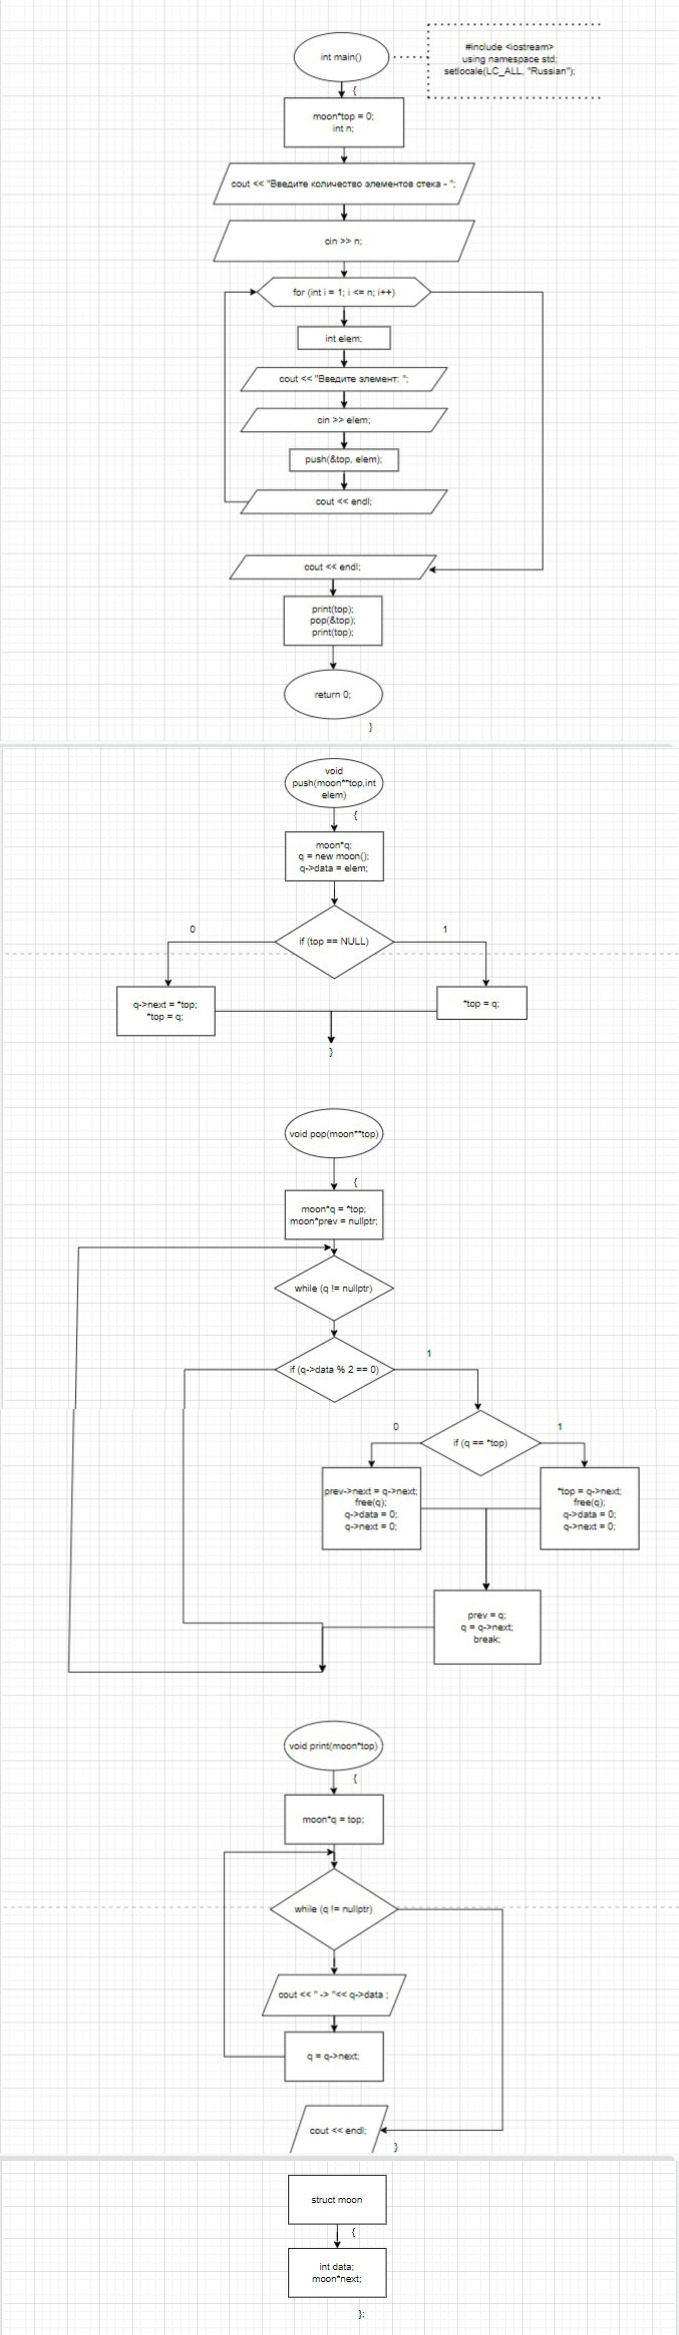 int main()
#include <iostream>
using namespace std;
setlocale(LC_ALL, "Russian");
{
moon*top = 0;
int n;
cout << "Введите количество элементов стека - ";
cin >> n;
for (int i = 1; i <= n; i++)
int elem;
cout << "Введите элемент: ";
cin >> elem;
push(&top, elem);
cout << endl;
cout << endl;
print(top);
pop(&top);
print(top);
return 0;
}
void
push(moon**top,int
elem)
{
moon*q;
q = new moon();
q->data = elem;
if (top == NULL)
0
1
q->next = *top;
*top = q;
*top = q;
}
void pop(moon**top)
{
moon*q = *top;
moon*prev = nullptr;
while (q != nullptr)
if (q->data % 2 == 0)
1
if (q == *top)
0
1
prev->next = q->next;
free(q);
q->data = 0;
q->next = 0;
*top = q->next;
free(q);
q->data = 0;
q->next = 0;
prev = q;
q = q->next;
break;
void print(moon*top)
{
moon*q = top;
while (q != nullptr)
cout << " -> "<< q->data ;
q = q->next;
cout << endl;
}
struct moon
{
int data;
moon*next;
};